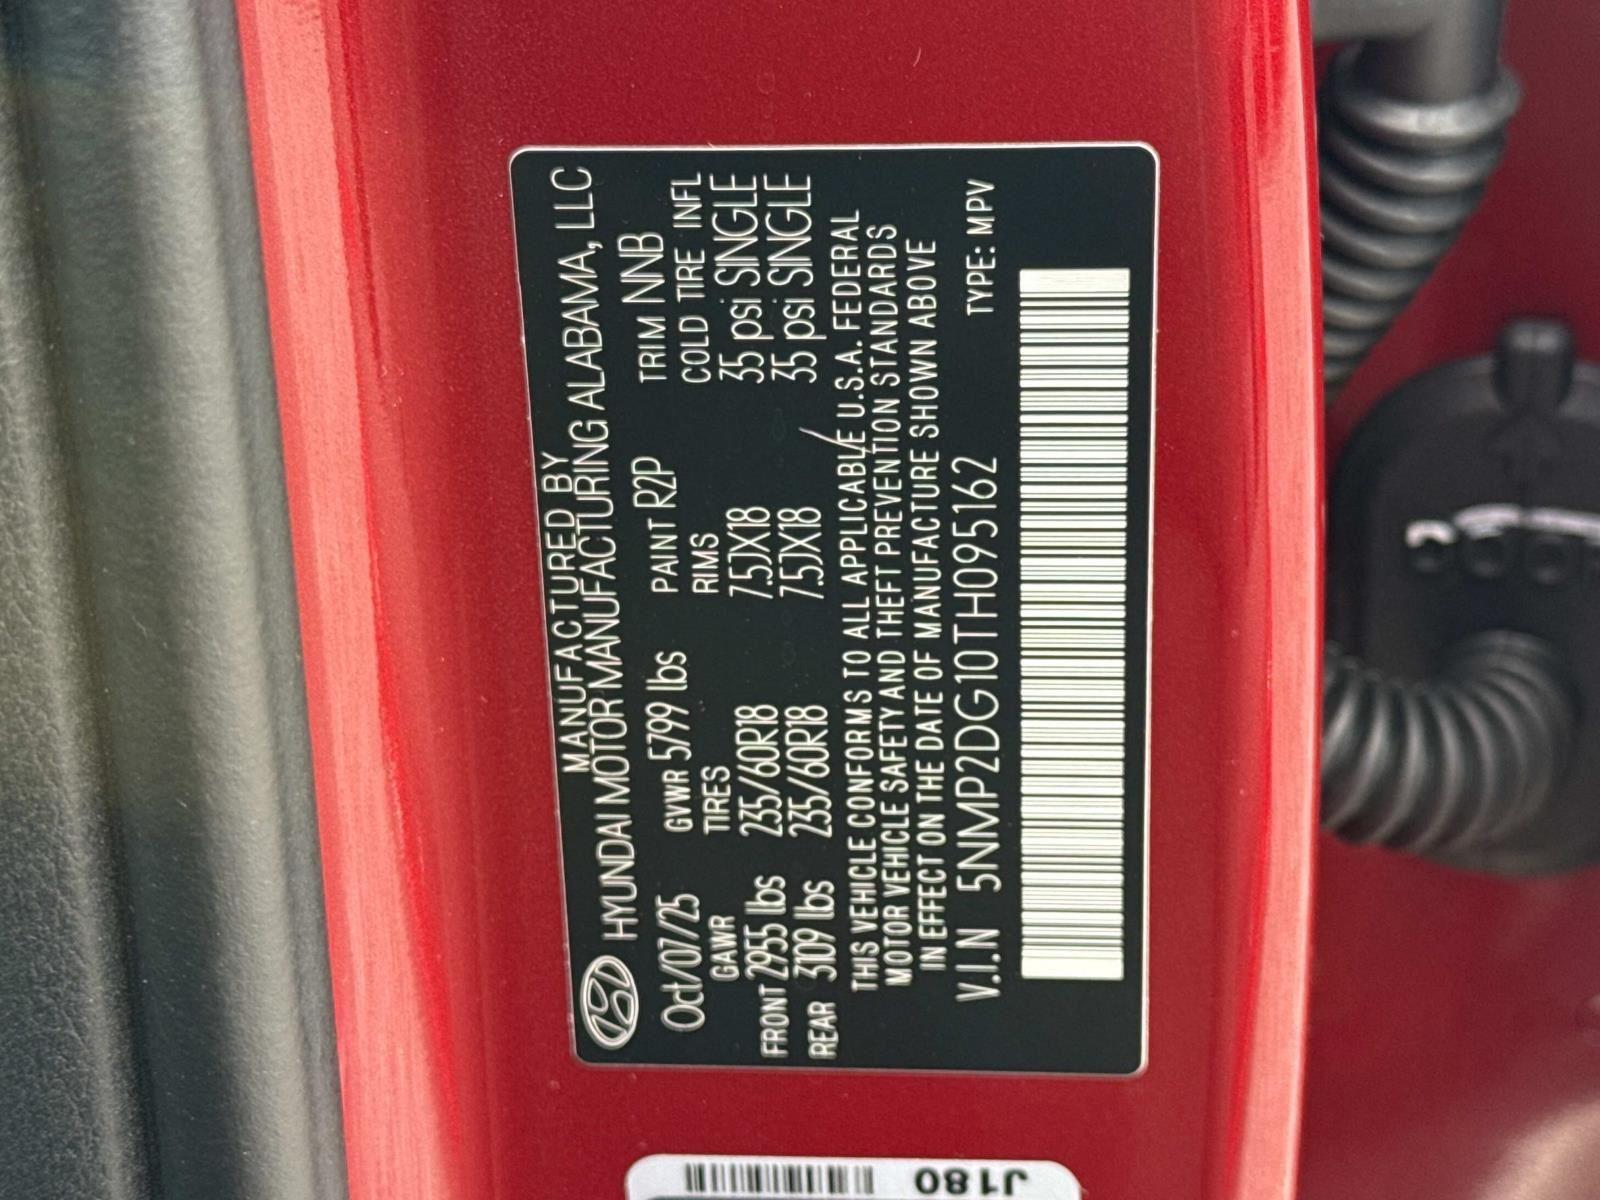 MANUFACTURED BY
HYUNDAI MOTOR MANUFACTURING ALABAMA, LLC
Oct/07/25 GVWR 5799 lbs PAINT R2P TRIM NNB
GAWR TIRES RIMS COLD TIRE INFL
FRONT 2955 lbs 235/60R18 7.5JX18 35 psi SINGLE
REAR 3109 lbs 235/60R18 7.5JX18 35 psi SINGLE
THIS VEHICLE CONFORMS TO ALL APPLICABLE U.S.A. FEDERAL
MOTOR VEHICLE SAFETY AND THEFT PREVENTION STANDARDS
IN EFFECT ON THE DATE OF MANUFACTURE SHOWN ABOVE
V.I.N 5NMP2DG10TH095162 TYPE: MPV
J180